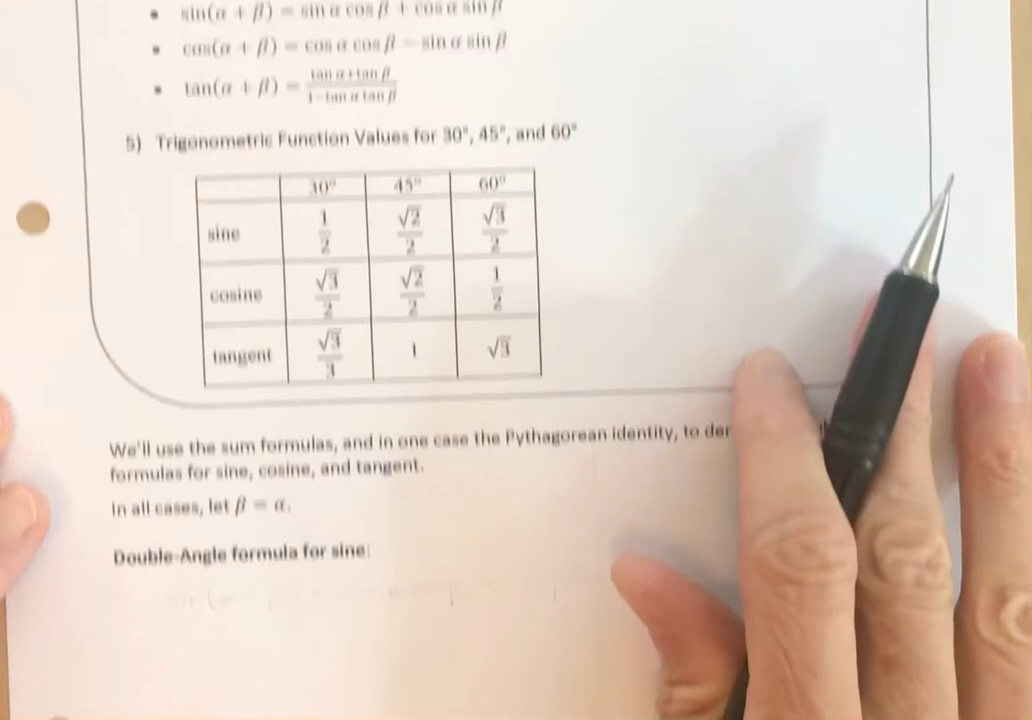 • sin(α + β) = sin α cos β + cos α sin β
• cos(α + β) = cos α cos β − sin α sin β
• tan(α + β) = (tan α + tan β) / (1 − tan α tan β)
5) Trigonometric Function Values for 30°, 45°, and 60°
30° 45° 60°
sine 1/2 √2/2 √3/2
cosine √3/2 √2/2 1/2
tangent √3/3 1 √3
We'll use the sum formulas, and in one case the Pythagorean identity, to
formulas for sine, cosine, and tangent.
In all cases, let β = α.
Double-Angle formula for sine: